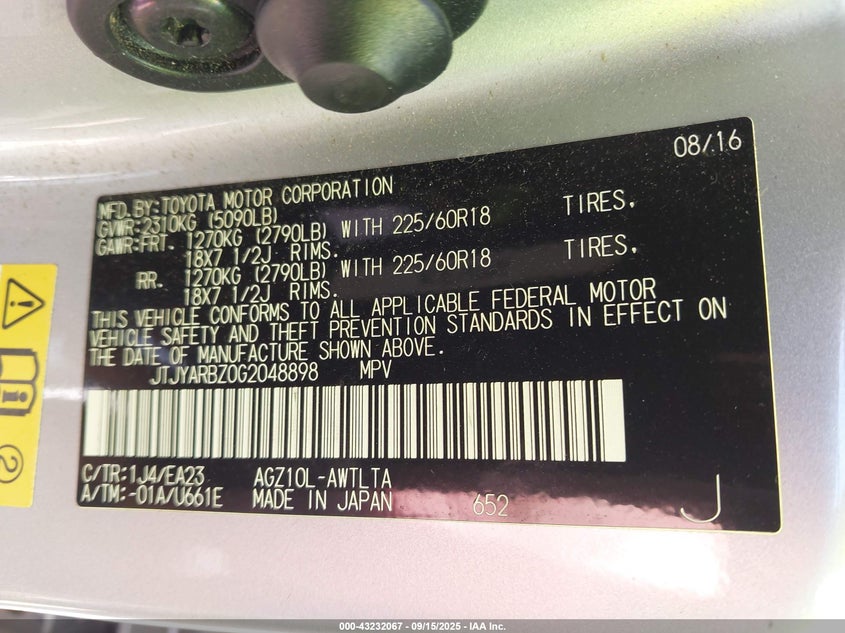 08/16
MFD.BY:TOYOTA MOTOR CORPORATION
GVWR:2310KG (5090LB)
GAWR:FRT. 1270KG (2790LB) WITH 225/60R18 TIRES,
18X7 1/2J RIMS.
RR. 1270KG (2790LB) WITH 225/60R18 TIRES,
18X7 1/2J RIMS.
THIS VEHICLE CONFORMS TO ALL APPLICABLE FEDERAL MOTOR
VEHICLE SAFETY AND THEFT PREVENTION STANDARDS IN EFFECT ON
THE DATE OF MANUFACTURE SHOWN ABOVE.
JTJYARBZ0G2048898 MPV
C/TR:1J4/EA23 AGZ10L-AWTLTA
A/TM:-01A/U661E MADE IN JAPAN 652 J
2
000-43232067 - 09/15/2025 - IAA Inc.